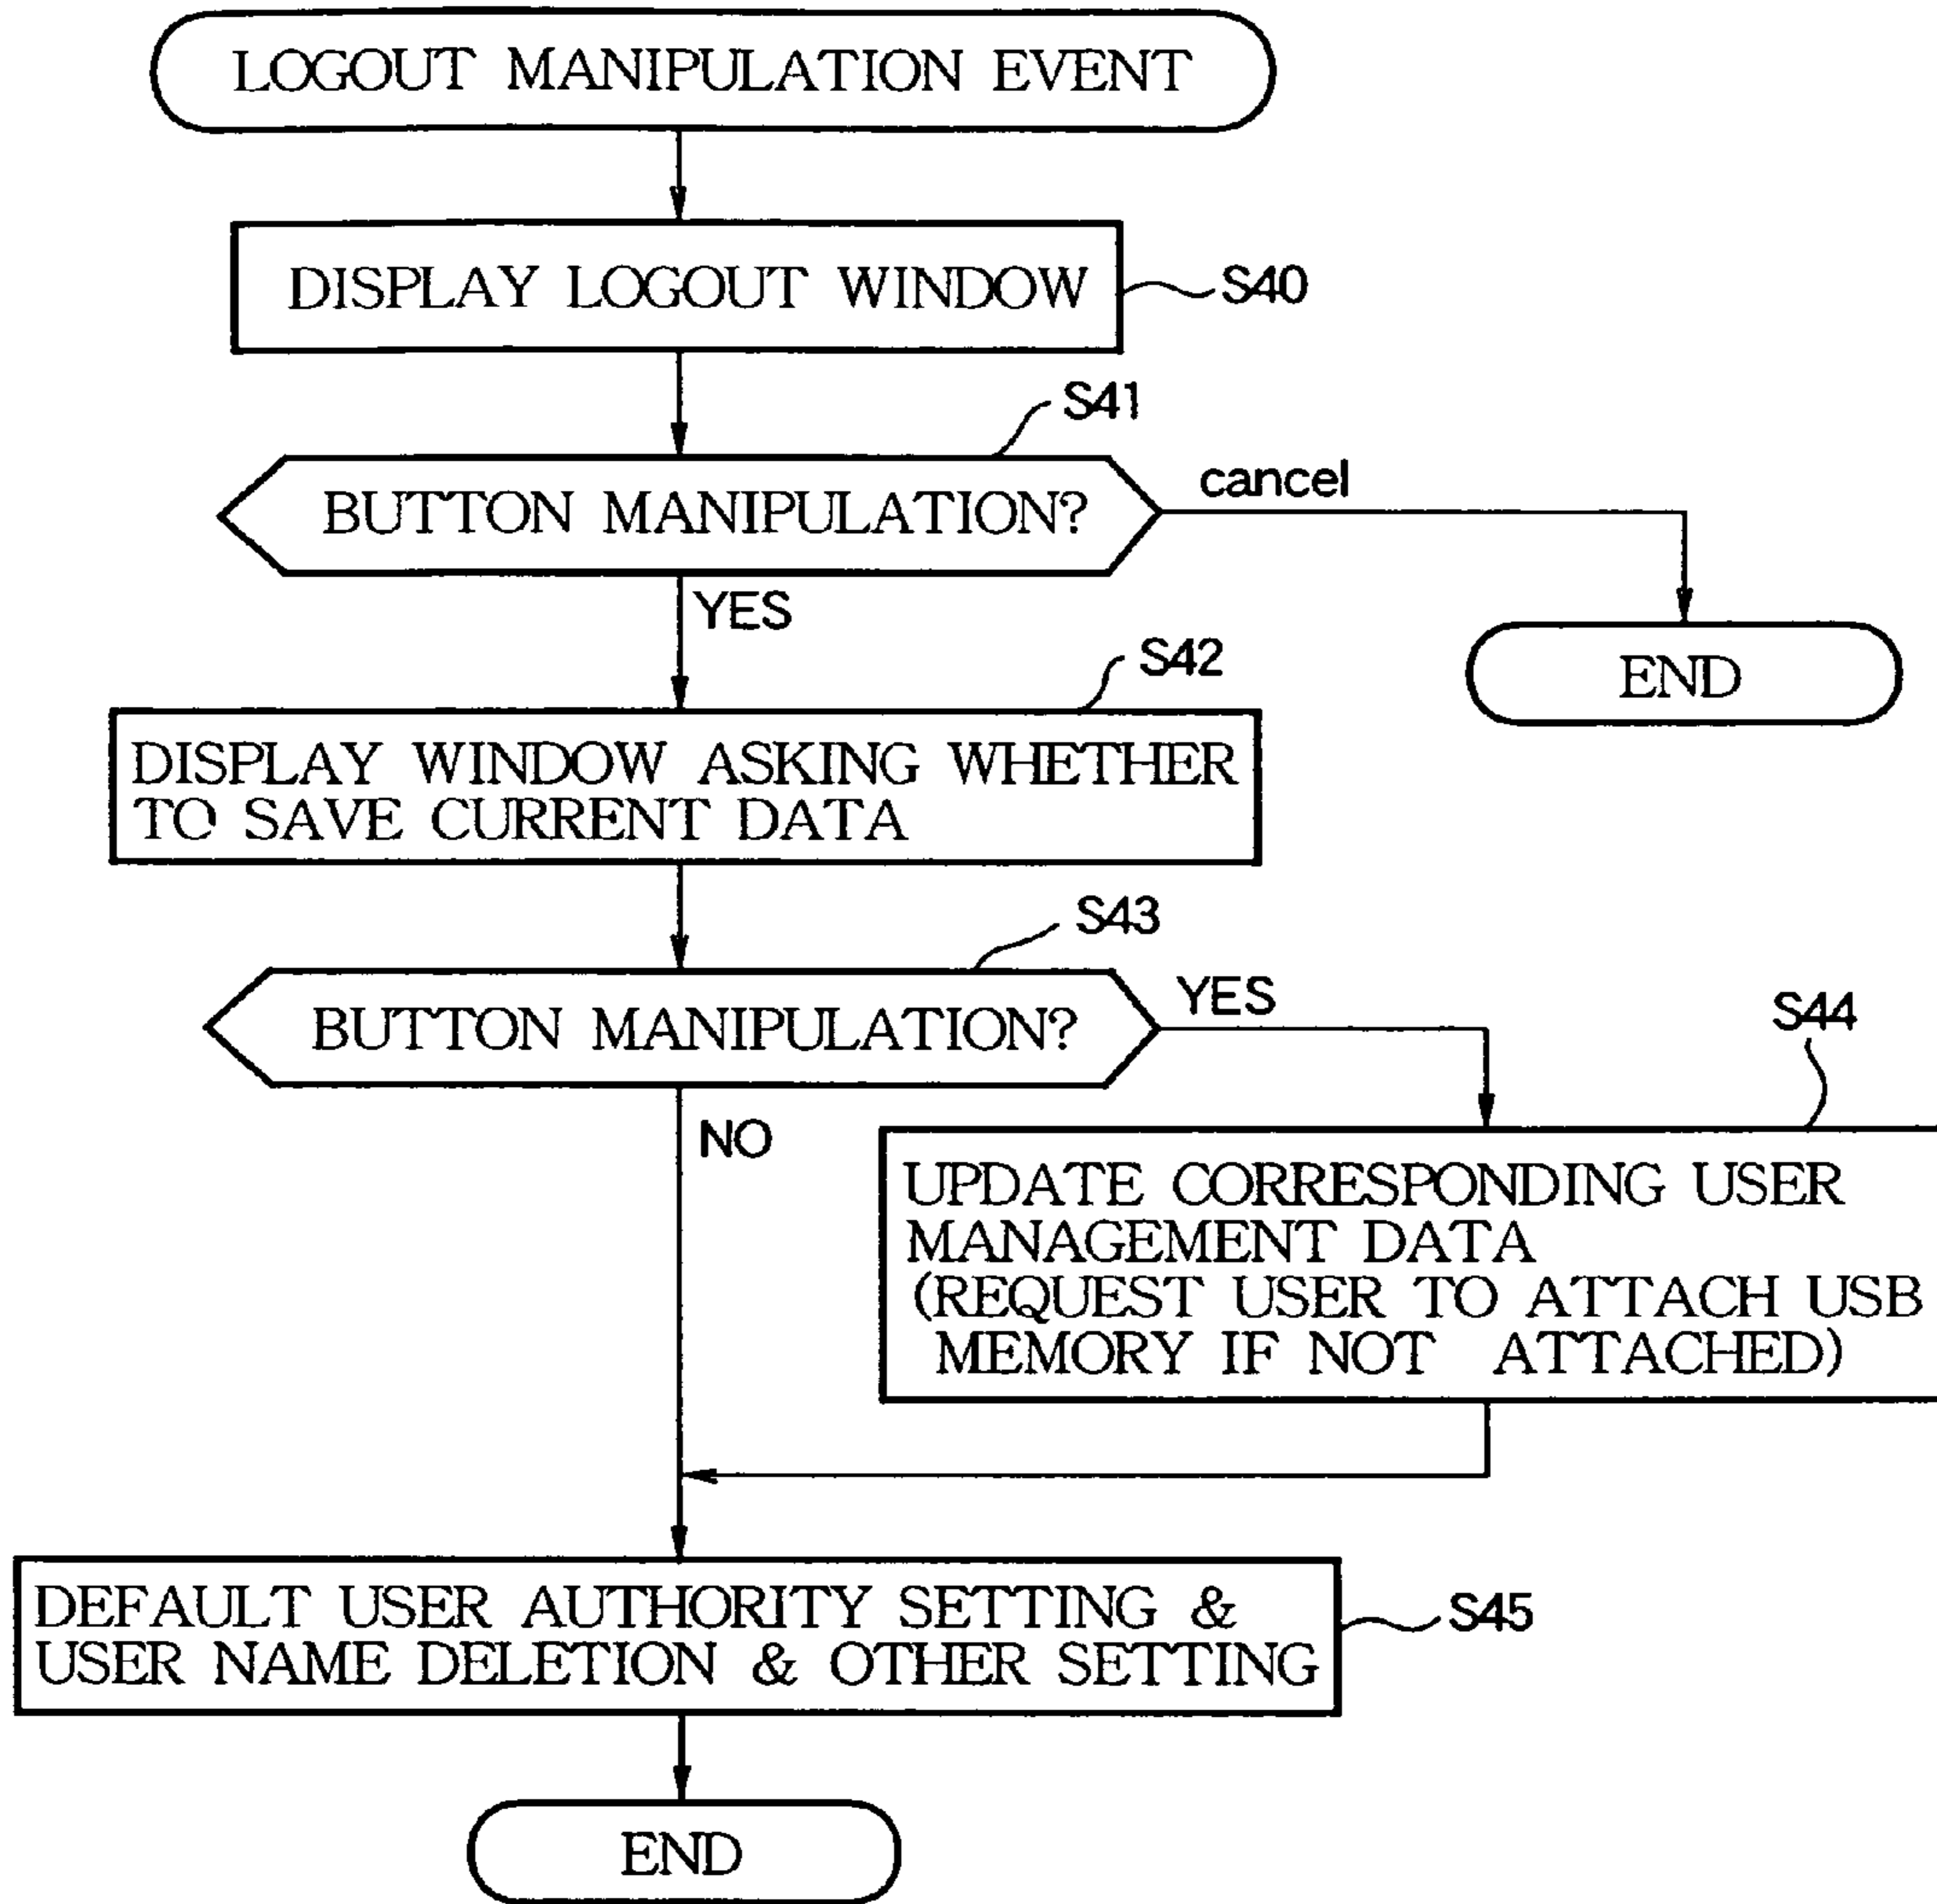 LOGOUT MANIPULATION EVENT
DISPLAY LOGOUT WINDOW
S40
S41
BUTTON MANIPULATION?
cancel
YES
END
S42
DISPLAY WINDOW ASKING WHETHER
TO SAVE CURRENT DATA
S43
BUTTON MANIPULATION?
YES
S44
NO
UPDATE CORRESPONDING USER
MANAGEMENT DATA
(REQUEST USER TO ATTACH USB
MEMORY IF NOT ATTACHED)
DEFAULT USER AUTHORITY SETTING &
USER NAME DELETION & OTHER SETTING
S45
END